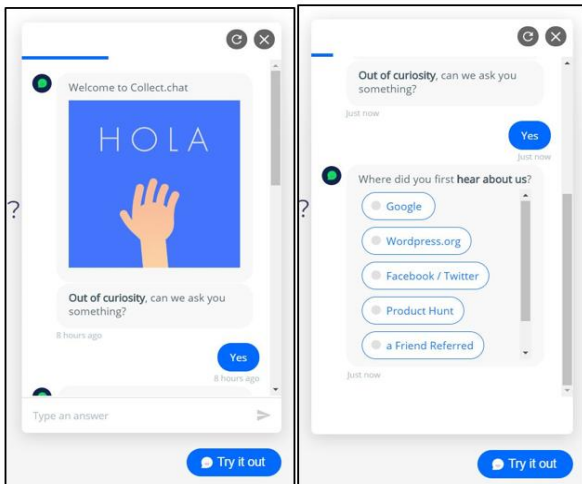 Welcome to Collect.chat
HOLA
?
Out of curiosity, can we ask you
something?
8 hours ago
Yes
8 hours ago
Type an answer
Try it out
Out of curiosity, can we ask you
something?
Just now
Yes
Just now
?
Where did you first hear about us?
Google
Wordpress.org
Facebook / Twitter
Product Hunt
a Friend Referred
Just now
Try it out